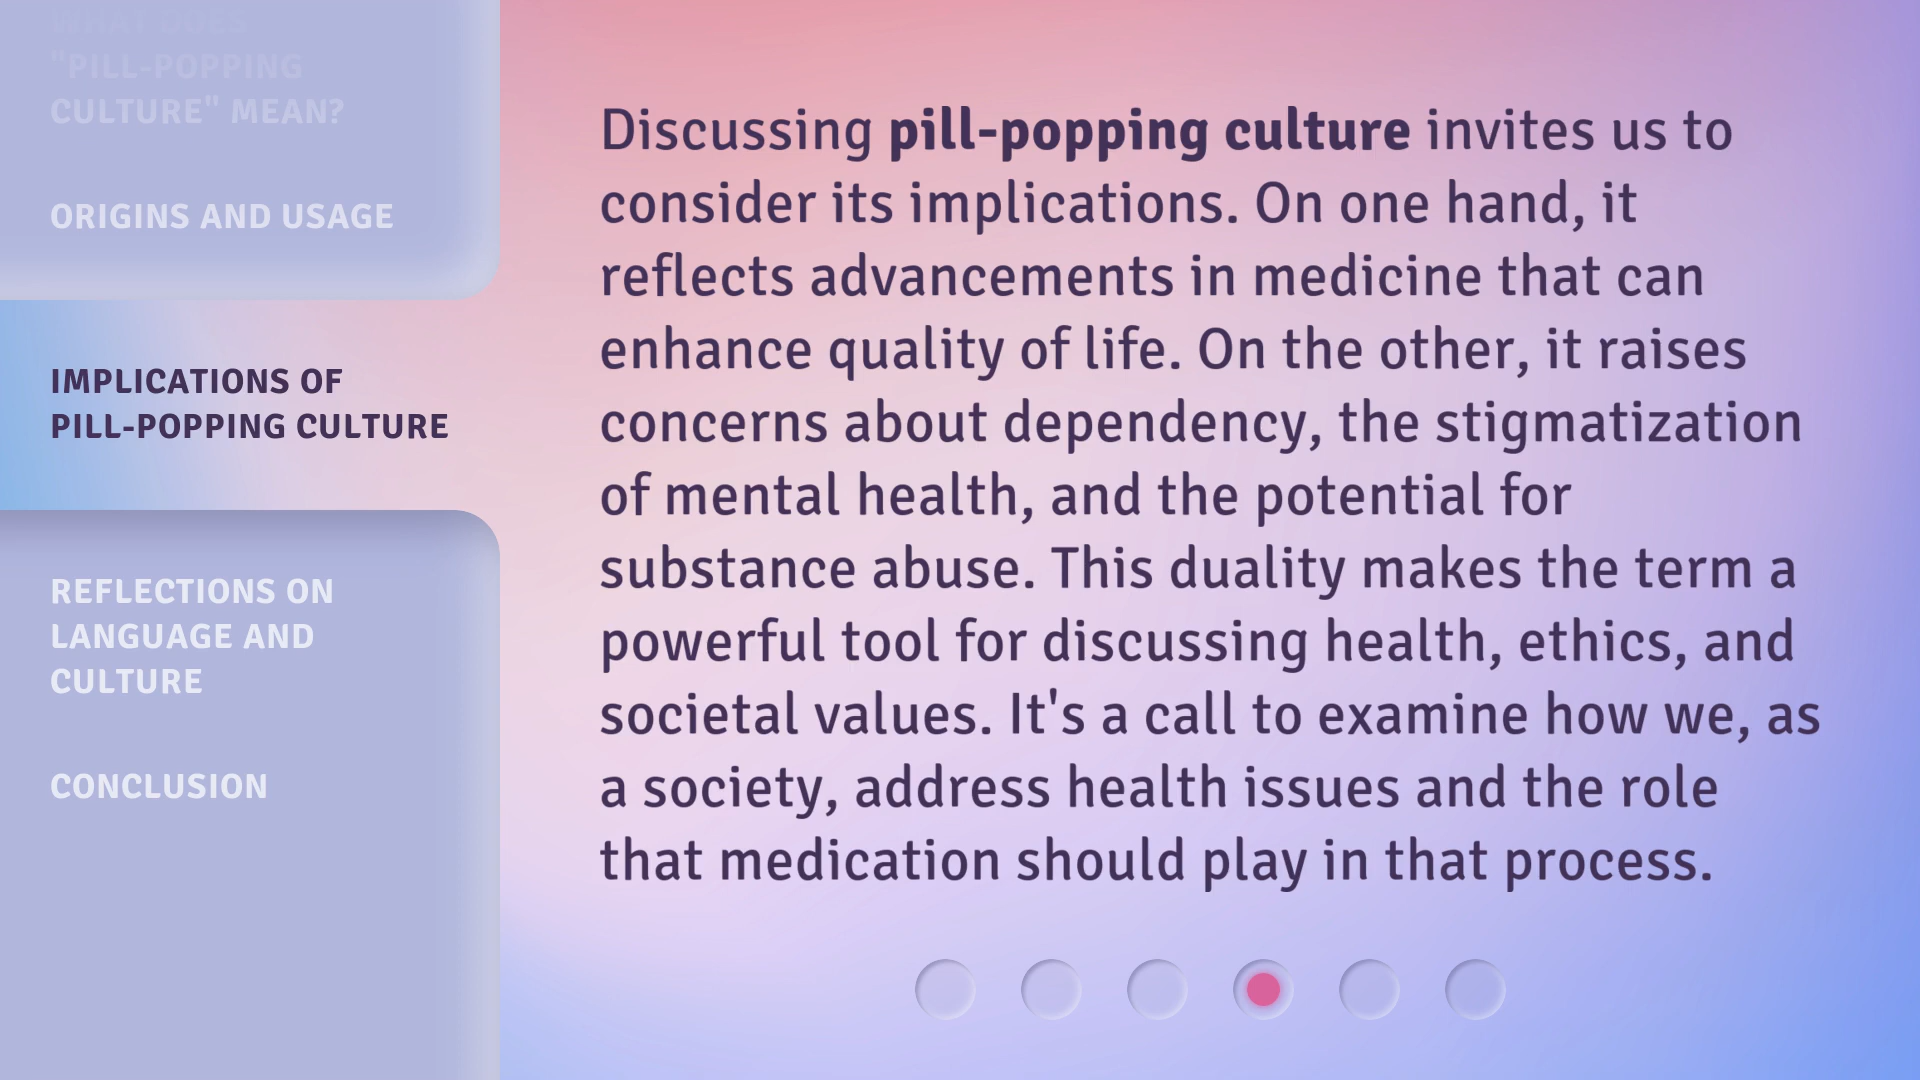 WHAT DOES
"PILL-POPPING
CULTURE" MEAN?
ORIGINS AND USAGE
IMPLICATIONS OF
PILL-POPPING CULTURE
REFLECTIONS ON
LANGUAGE AND
CULTURE
CONCLUSION
Discussing pill-popping culture invites us to
consider its implications. On one hand, it
reflects advancements in medicine that can
enhance quality of life. On the other, it raises
concerns about dependency, the stigmatization
of mental health, and the potential for
substance abuse. This duality makes the term a
powerful tool for discussing health, ethics, and
societal values. It's a call to examine how we, as
a society, address health issues and the role
that medication should play in that process.